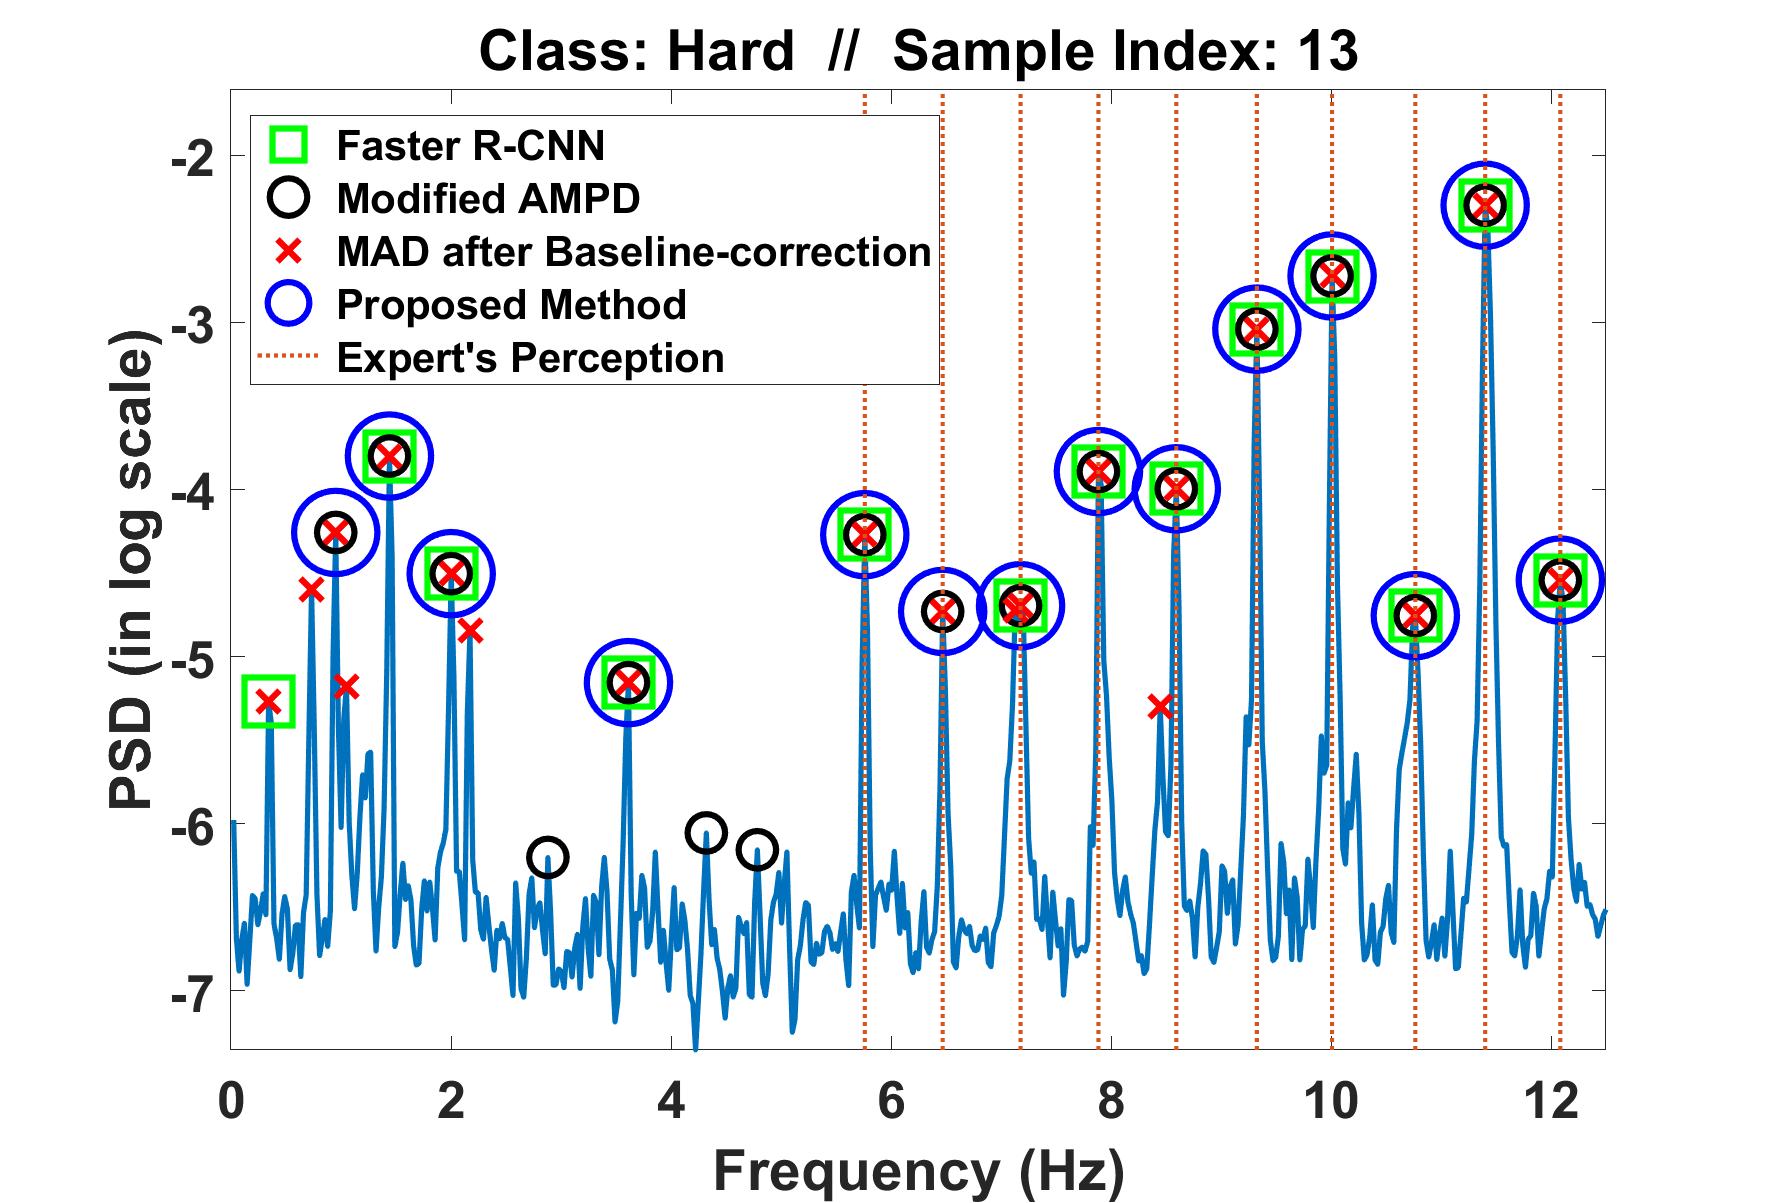 Class: Hard // Sample Index: 13
Faster R-CNN
Modified AMPD
MAD after Baseline-correction
Proposed Method
Expert's Perception
PSD (in log scale)
-2
-3
-4
-5
-6
-7
0 2 4 6 8 10 12
Frequency (Hz)